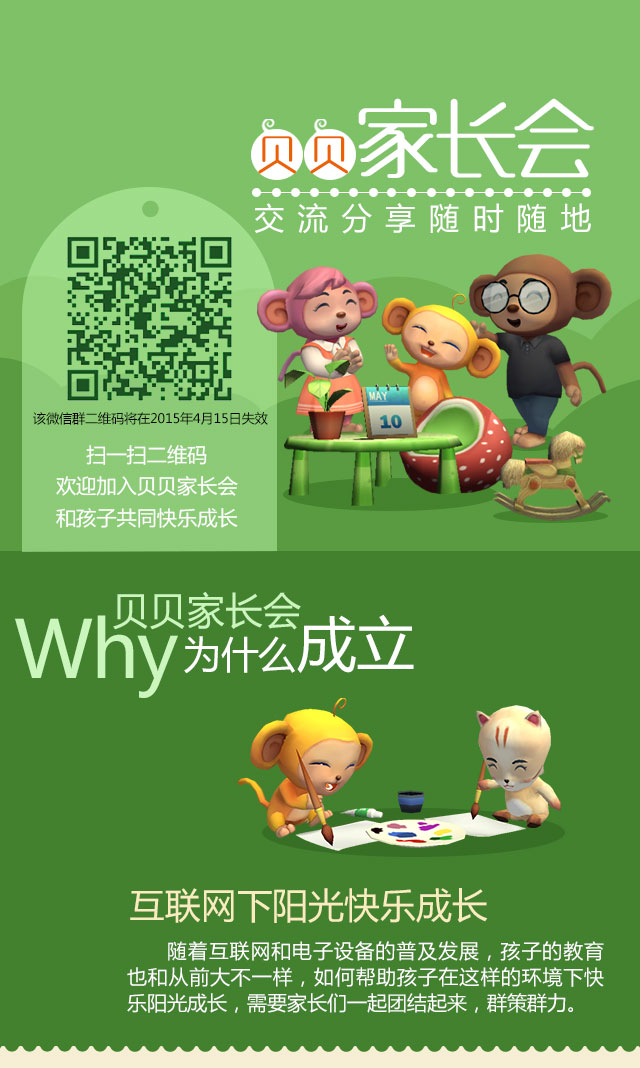 贝贝家长会
交流分享随时随地
该微信群二维码将在2015年4月15日失效
扫一扫二维码
欢迎加入贝贝家长会
和孩子共同快乐成长
MAY
10
贝贝家长会
Why为什么成立
互联网下阳光快乐成长
随着互联网和电子设备的普及发展，孩子的教育
也和从前大不一样，如何帮助孩子在这样的环境下快
乐阳光成长，需要家长们一起团结起来，群策群力。